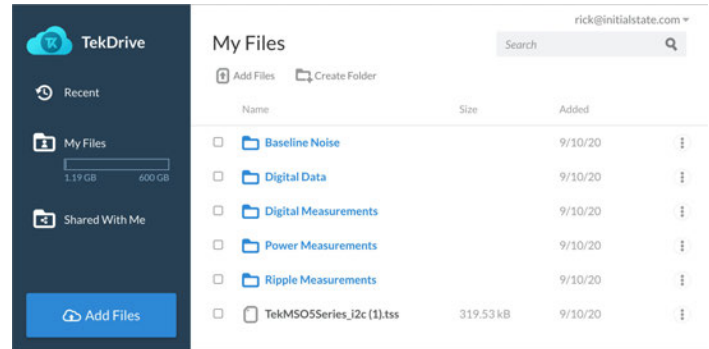 TK
TekDrive
Recent
My Files
1.19 GB 600 GB
Shared With Me
Add Files
rick@initialstate.com
My Files
Search
Add Files Create Folder
Name Size Added
Baseline Noise 9/10/20
Digital Data 9/10/20
Digital Measurements 9/10/20
Power Measurements 9/10/20
Ripple Measurements 9/10/20
TekMSO5Series_i2c (1).tss 319.53 kB 9/10/20